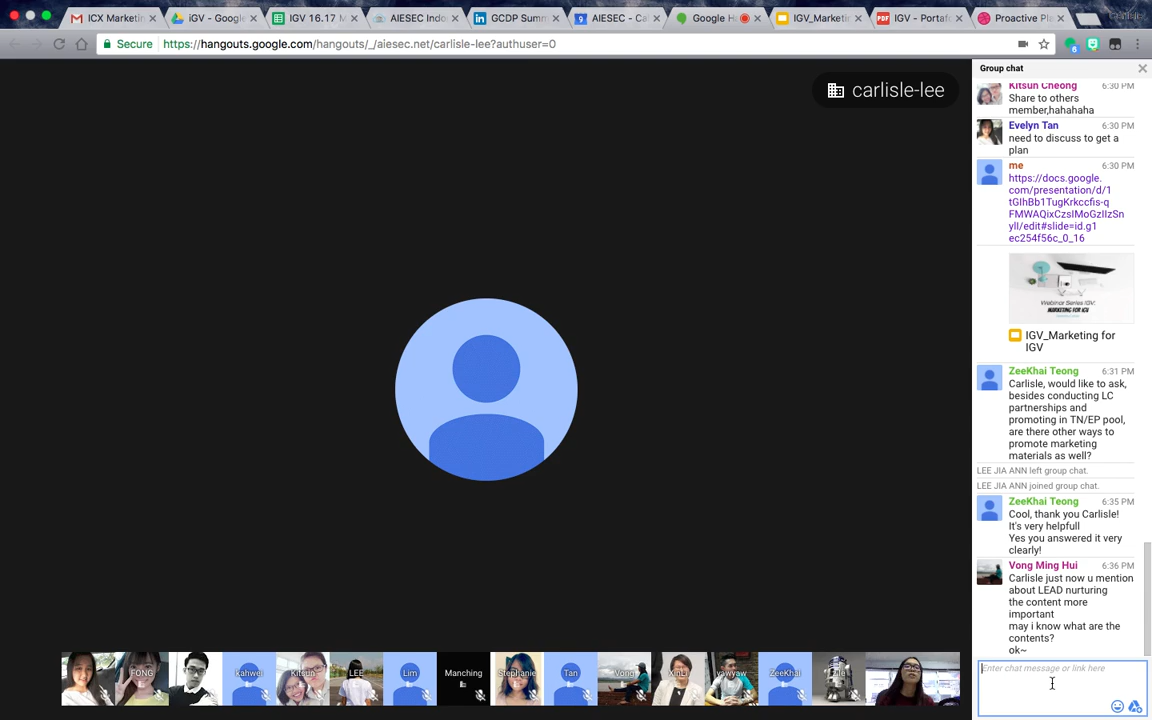 ICX Marketin
iGV - Google
IGV 16.17 M
AIESEC Indo
GCDP Summ
AIESEC - Ca
Google Ha
IGV_Marketi
IGV - Portaf
Proactive Pl
Carlisle
Secure
https://hangouts.google.com/hangouts/_/aiesec.net/carlisle-lee?authuser=0
carlisle-lee
Group chat
Kitsun Cheong 6:30 PM
Share to others
member,hahahaha
Evelyn Tan 6:30 PM
need to discuss to get a
plan
me 6:30 PM
https://docs.google.
com/presentation/d/1
tGIhBb1TugKrkccfis-q
FMWAQixCzsIMoGzIIzSn
ylI/edit#slide=id.g1
ec254f56c_0_16
Webinar Series IGV:
MARKETING FOR
IGV
IGV_Marketing for
IGV
ZeeKhai Teong 6:31 PM
Carlisle, would like to ask,
besides conducting LC
partnerships and
promoting in TN/EP pool,
are there other ways to
promote marketing
materials as well?
LEE JIA ANN left group chat.
LEE JIA ANN joined group chat.
ZeeKhai Teong 6:35 PM
Cool, thank you Carlisle!
It's very helpfull
Yes you answered it very
clearly!
Vong Ming Hui 6:36 PM
Carlisle just now u mention
about LEAD nurturing
the content more
important
may i know what are the
contents?
ok~
Enter chat message or link here
FONG
kahwei
Kitsun
LEE
Lim
Manching
Stephanie
Tan
Vong
XinLi
yawyaw
ZeeKhai